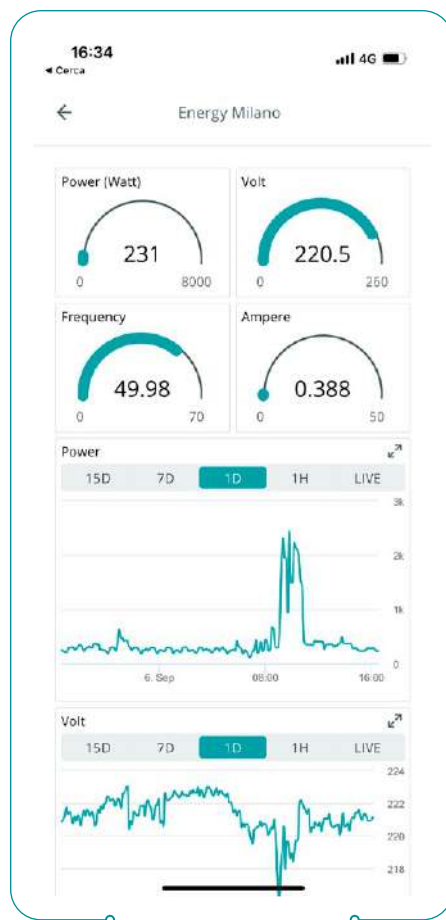 16:34
4G
◀ Cerca
←
Energy Milano
Power (Watt)
231
0
8000
Volt
220.5
0
260
Frequency
49.98
0
70
Ampere
0.388
0
50
Power
15D 7D 1D 1H LIVE
3k
2k
1k
0
6. Sep 08:00 16:00
Volt
15D 7D 1D 1H LIVE
224
222
220
218